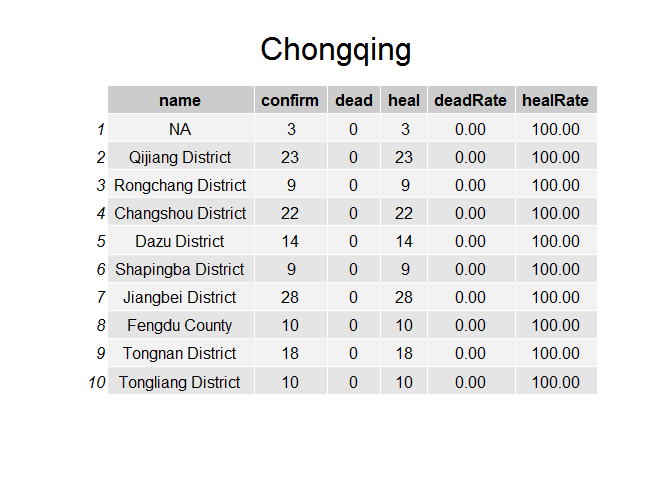 Chongqing
name confirm dead heal deadRate healRate
1 NA 3 0 3 0.00 100.00
2 Qijiang District 23 0 23 0.00 100.00
3 Rongchang District 9 0 9 0.00 100.00
4 Changshou District 22 0 22 0.00 100.00
5 Dazu District 14 0 14 0.00 100.00
6 Shapingba District 9 0 9 0.00 100.00
7 Jiangbei District 28 0 28 0.00 100.00
8 Fengdu County 10 0 10 0.00 100.00
9 Tongnan District 18 0 18 0.00 100.00
10 Tongliang District 10 0 10 0.00 100.00